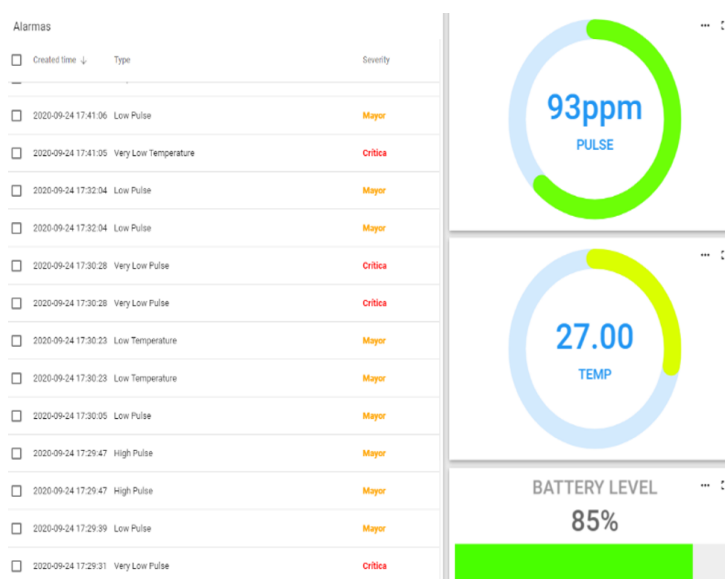 Alarmas
Created time ↓ Type Severity
2020-09-24 17:41:06 Low Pulse Mayor
2020-09-24 17:41:05 Very Low Temperature Crítica
2020-09-24 17:32:04 Low Pulse Mayor
2020-09-24 17:32:04 Low Pulse Mayor
2020-09-24 17:30:28 Very Low Pulse Crítica
2020-09-24 17:30:28 Very Low Pulse Crítica
2020-09-24 17:30:23 Low Temperature Mayor
2020-09-24 17:30:23 Low Temperature Mayor
2020-09-24 17:30:05 Low Pulse Mayor
2020-09-24 17:29:47 High Pulse Mayor
2020-09-24 17:29:47 High Pulse Mayor
2020-09-24 17:29:39 Low Pulse Mayor
2020-09-24 17:29:31 Very Low Pulse Crítica
93ppm
PULSE
27.00
TEMP
BATTERY LEVEL
85%